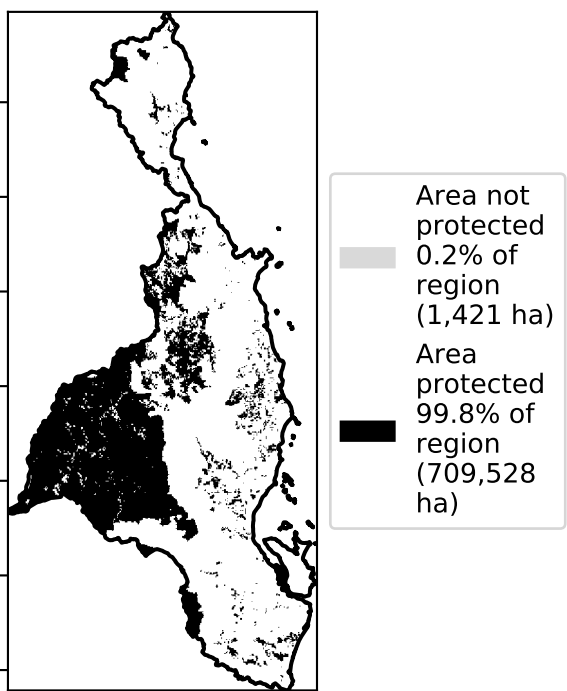 Area not
protected
0.2% of
region
(1,421 ha)
Area
protected
99.8% of
region
(709,528
ha)